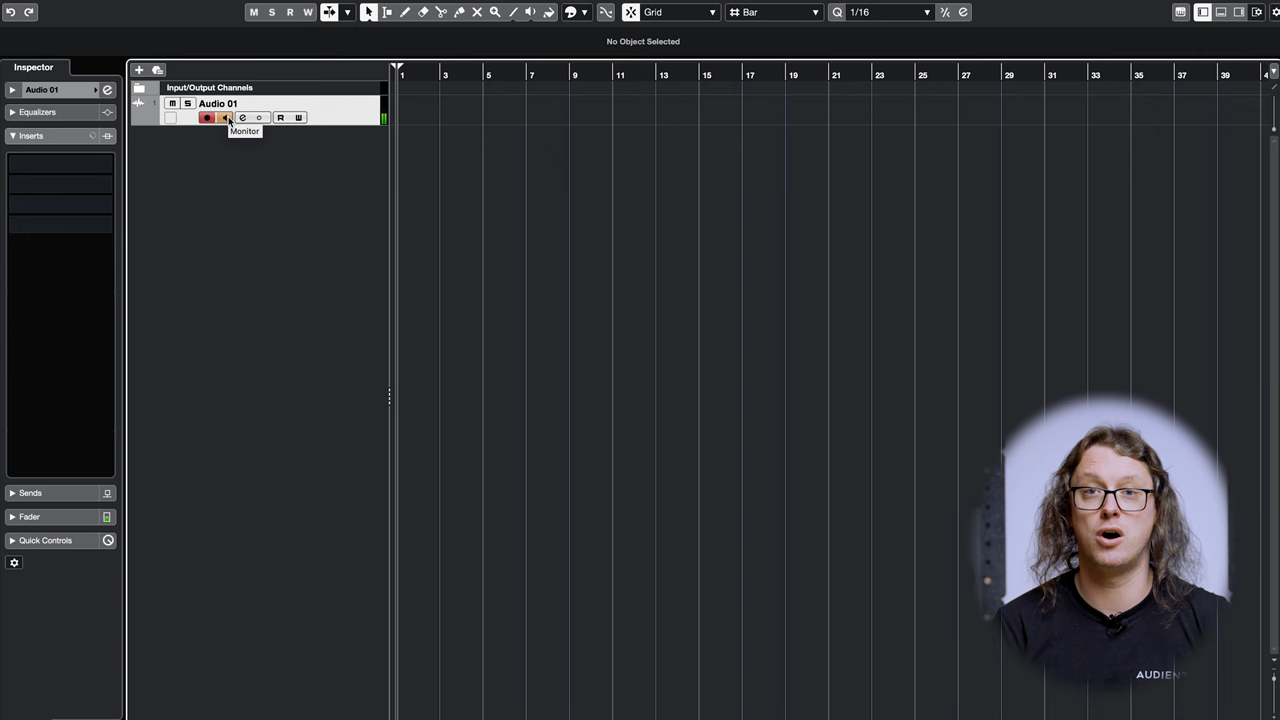 M S R W Grid Bar 1/16
No Object Selected
Inspector
Audio 01
Equalizers
Inserts
Sends
Fader
Quick Controls
Input/Output Channels
1 m S Audio 01
e R W
Monitor
1 3 5 7 9 11 13 15 17 19 21 23 25 27 29 31 33 35 37 39 4
AUDIEN